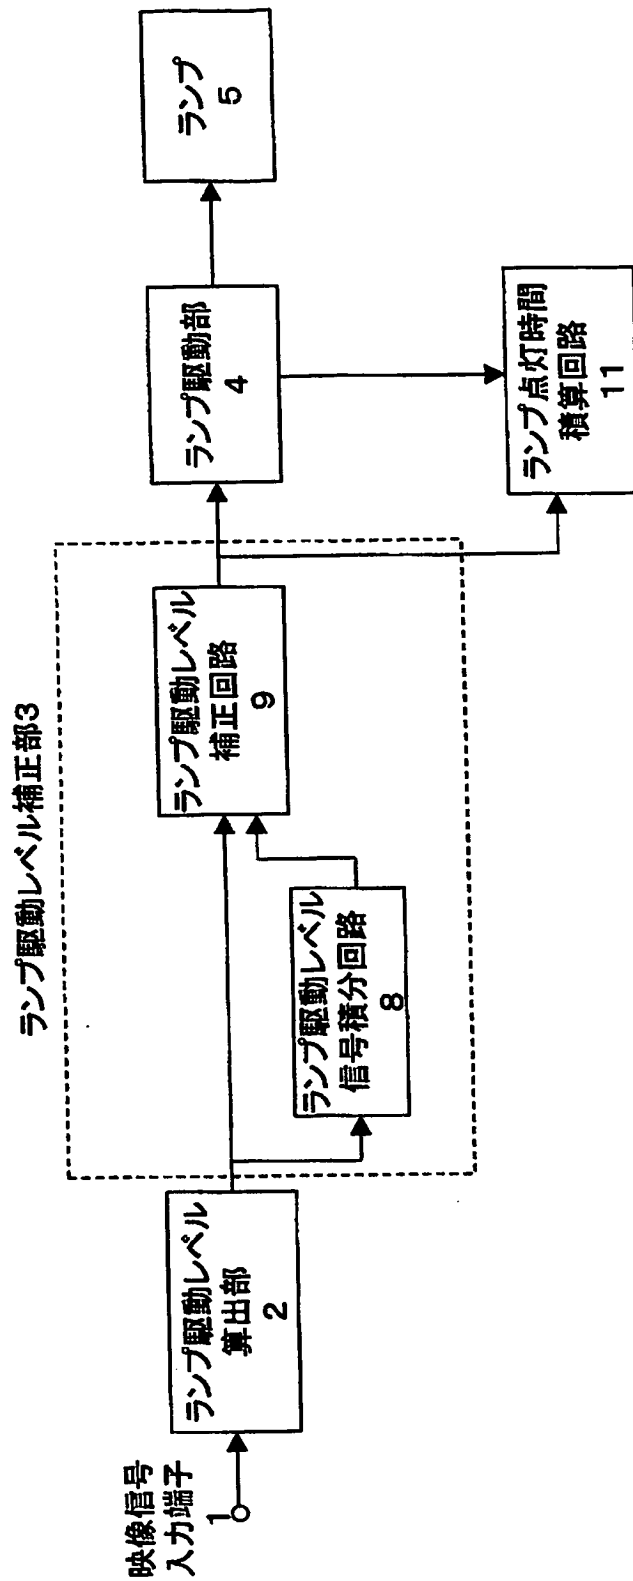 映像信号
入力端子
1
ランプ駆動レベル
算出部
2
ランプ駆動レベル補正部3
ランプ駆動レベル
信号積分回路
8
ランプ駆動レベル
補正回路
9
ランプ駆動部
4
ランプ
5
ランプ点灯時間
積算回路
11